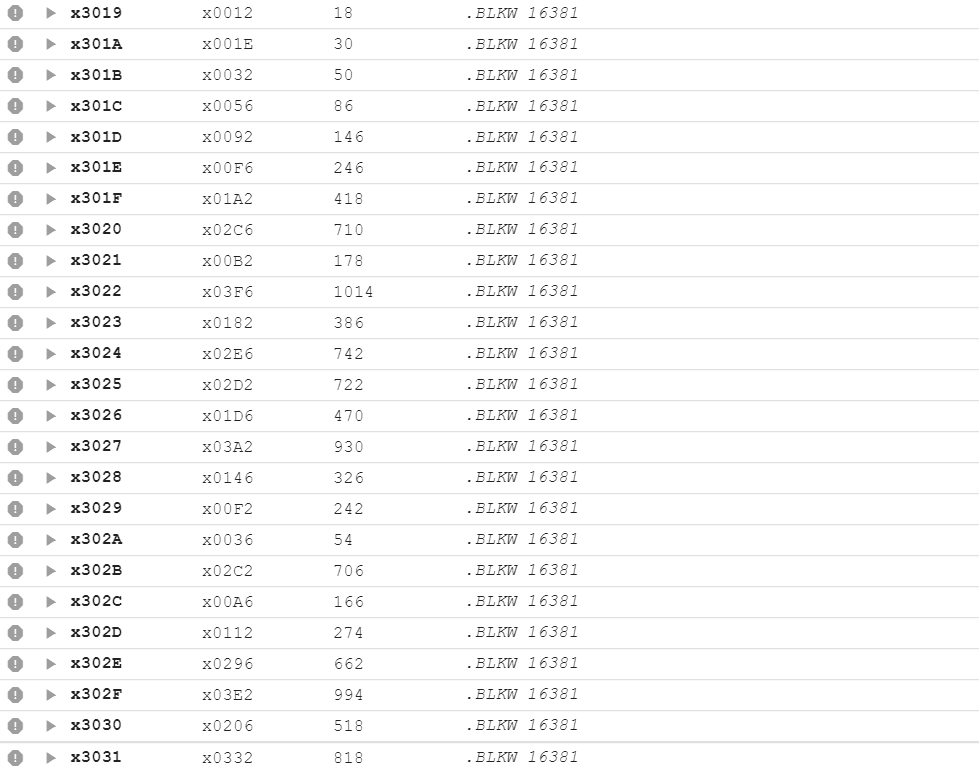 x3019 x0012 18 .BLKW 16381
x301A x001E 30 .BLKW 16381
x301B x0032 50 .BLKW 16381
x301C x0056 86 .BLKW 16381
x301D x0092 146 .BLKW 16381
x301E x00F6 246 .BLKW 16381
x301F x01A2 418 .BLKW 16381
x3020 x02C6 710 .BLKW 16381
x3021 x00B2 178 .BLKW 16381
x3022 x03F6 1014 .BLKW 16381
x3023 x0182 386 .BLKW 16381
x3024 x02E6 742 .BLKW 16381
x3025 x02D2 722 .BLKW 16381
x3026 x01D6 470 .BLKW 16381
x3027 x03A2 930 .BLKW 16381
x3028 x0146 326 .BLKW 16381
x3029 x00F2 242 .BLKW 16381
x302A x0036 54 .BLKW 16381
x302B x02C2 706 .BLKW 16381
x302C x00A6 166 .BLKW 16381
x302D x0112 274 .BLKW 16381
x302E x0296 662 .BLKW 16381
x302F x03E2 994 .BLKW 16381
x3030 x0206 518 .BLKW 16381
x3031 x0332 818 .BLKW 16381